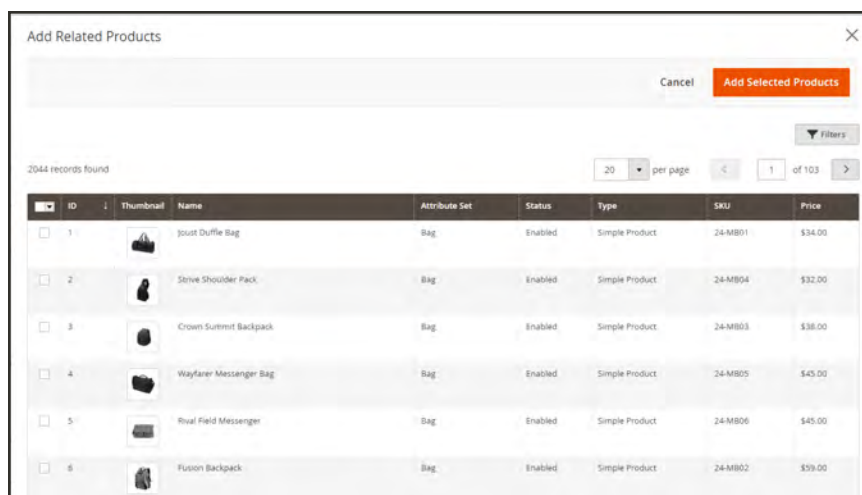 Add Related Products
Cancel Add Selected Products
Filters
2044 records found 20 per page 1 of 103
ID Thumbnail Name Attribute Set Status Type SKU Price
1 Joust Duffle Bag Bag Enabled Simple Product 24-MB01 $34.00
2 Strive Shoulder Pack Bag Enabled Simple Product 24-MB04 $32.00
3 Crown Summit Backpack Bag Enabled Simple Product 24-MB03 $38.00
4 Wayfarer Messenger Bag Bag Enabled Simple Product 24-MB05 $45.00
5 Rival Field Messenger Bag Enabled Simple Product 24-MB06 $45.00
6 Fusion Backpack Bag Enabled Simple Product 24-MB02 $59.00